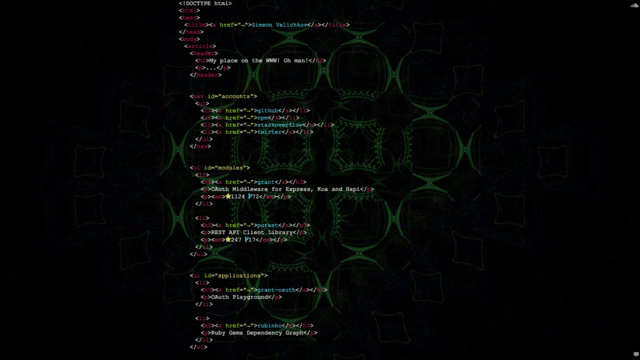 <!DOCTYPE html>
<html>
<head>
<title><a href="→">Simeon Velichkov</a></title>
</head>
<body>
<article>
<header>
<h2>My place on the WWW! Oh man!</h2>
<p>...</p>
</header>
<nav id="accounts">
<ul>
<li><a href="→">github</a></li>
<li><a href="→">npm</a></li>
<li><a href="→">stackoverflow</a></li>
<li><a href="→">twitter</a></li>
</ul>
</nav>
<ul id="modules">
<li>
<h3><a href="→">grant</a></h3>
<p>OAuth Middleware for Express, Koa and Hapi</p>
<p><em>★1124 72</em></p>
</li>
<li>
<h3><a href="→">purest</a></h3>
<p>REST API Client Library</p>
<p><em>★247 17</em></p>
</li>
</ul>
<ul id="applications">
<li>
<h3><a href="→">grant-oauth</a></h3>
<p>OAuth Playground</p>
</li>
<li>
<h3><a href="→">rubinho</a></h3>
<p>Ruby Gems Dependency Graph</p>
</li>
</ul>